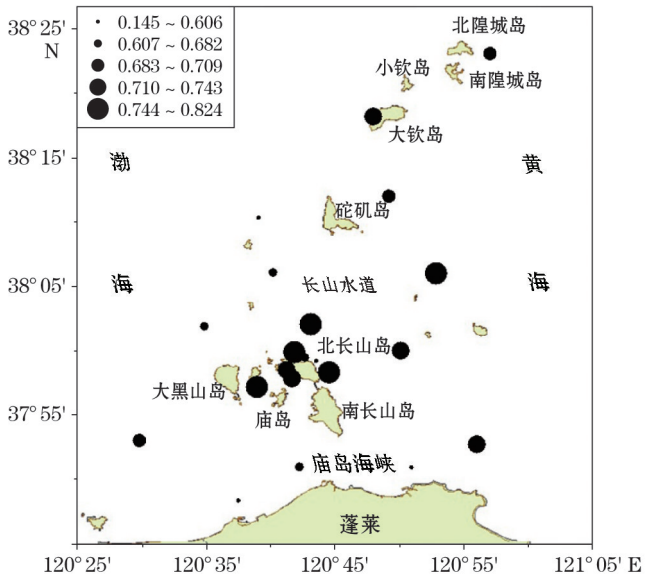 38°25'
N
0.145～0.606
0.607～0.682
0.683～0.709
0.710～0.743
0.744～0.824
北隍城岛
小钦岛
南隍城岛
大钦岛
38°15'
渤
黄
砣矶岛
38°05'
海
长山水道
海
北长山岛
大黑山岛
庙岛
南长山岛
37°55'
庙岛海峡
蓬莱
120°25'
120°35'
120°45'
120°55'
121°05' E